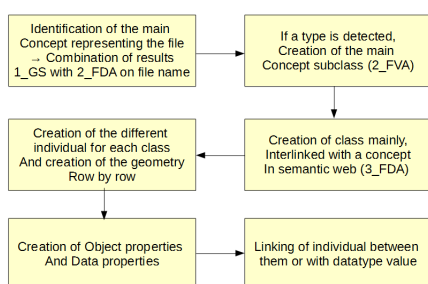 Identification of the main
Concept representing the file
→ Combination of results
1_GS with 2_FDA on file name
If a type is detected,
Creation of the main
Concept subclass (2_FVA)
Creation of class mainly,
Interlinked with a concept
In semantic web (3_FDA)
Creation of the different
individual for each class
And creation of the geometry
Row by row
Creation of Object properties
And Data properties
Linking of individual between
them or with datatype value